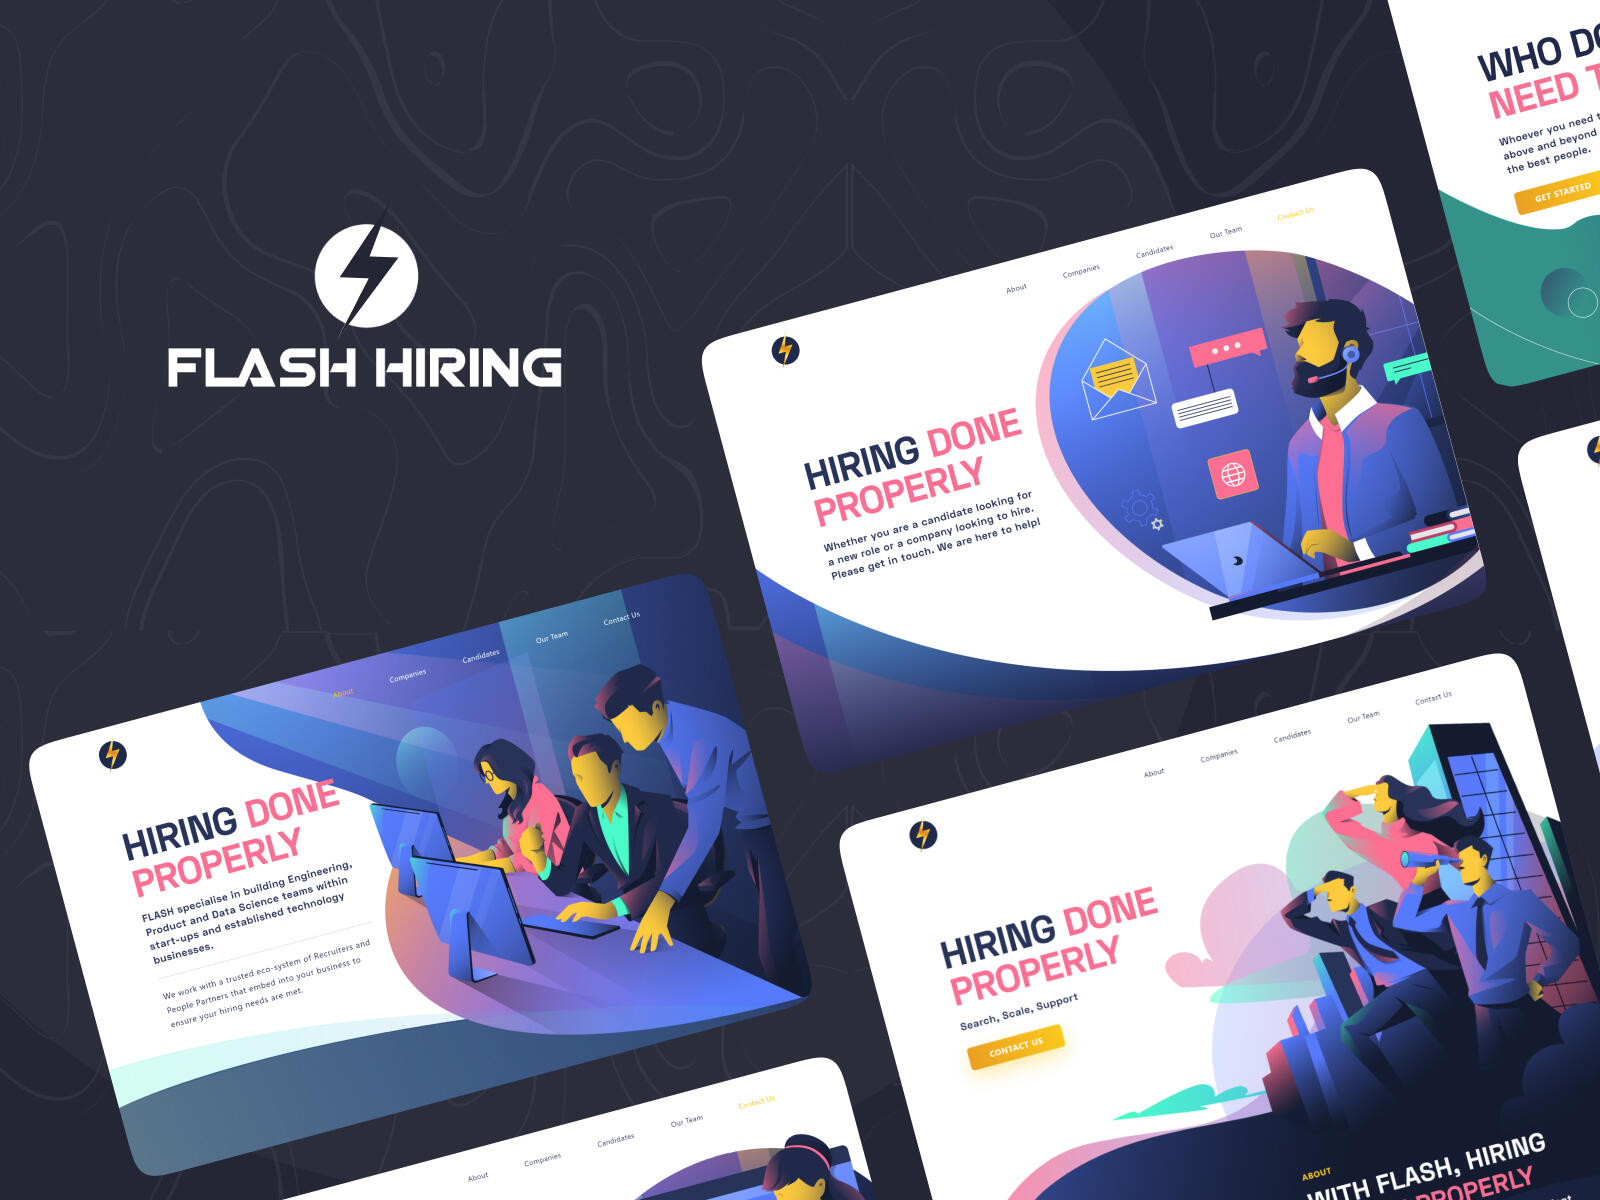 FLASH HIRING
WHO DO
NEED T
Whoever you need t
above and beyond
the best people.
GET STARTED
About Companies Candidates Our Team Contact Us
HIRING DONE
PROPERLY
Whether you are a candidate looking for
a new role or a company looking to hire.
Please get in touch. We are here to help!
About Companies Candidates Our Team Contact Us
HIRING DONE
PROPERLY
FLASH specialise in building Engineering,
Product and Data Science teams within
start-ups and established technology
businesses.
We work with a trusted eco-system of Recruiters and
People Partners that embed into your business to
ensure your hiring needs are met.
About Companies Candidates Our Team Contact Us
HIRING DONE
PROPERLY
Search, Scale, Support
CONTACT US
ABOUT
WITH FLASH, HIRING
PROPERLY
About Companies Candidates Our Team Contact Us